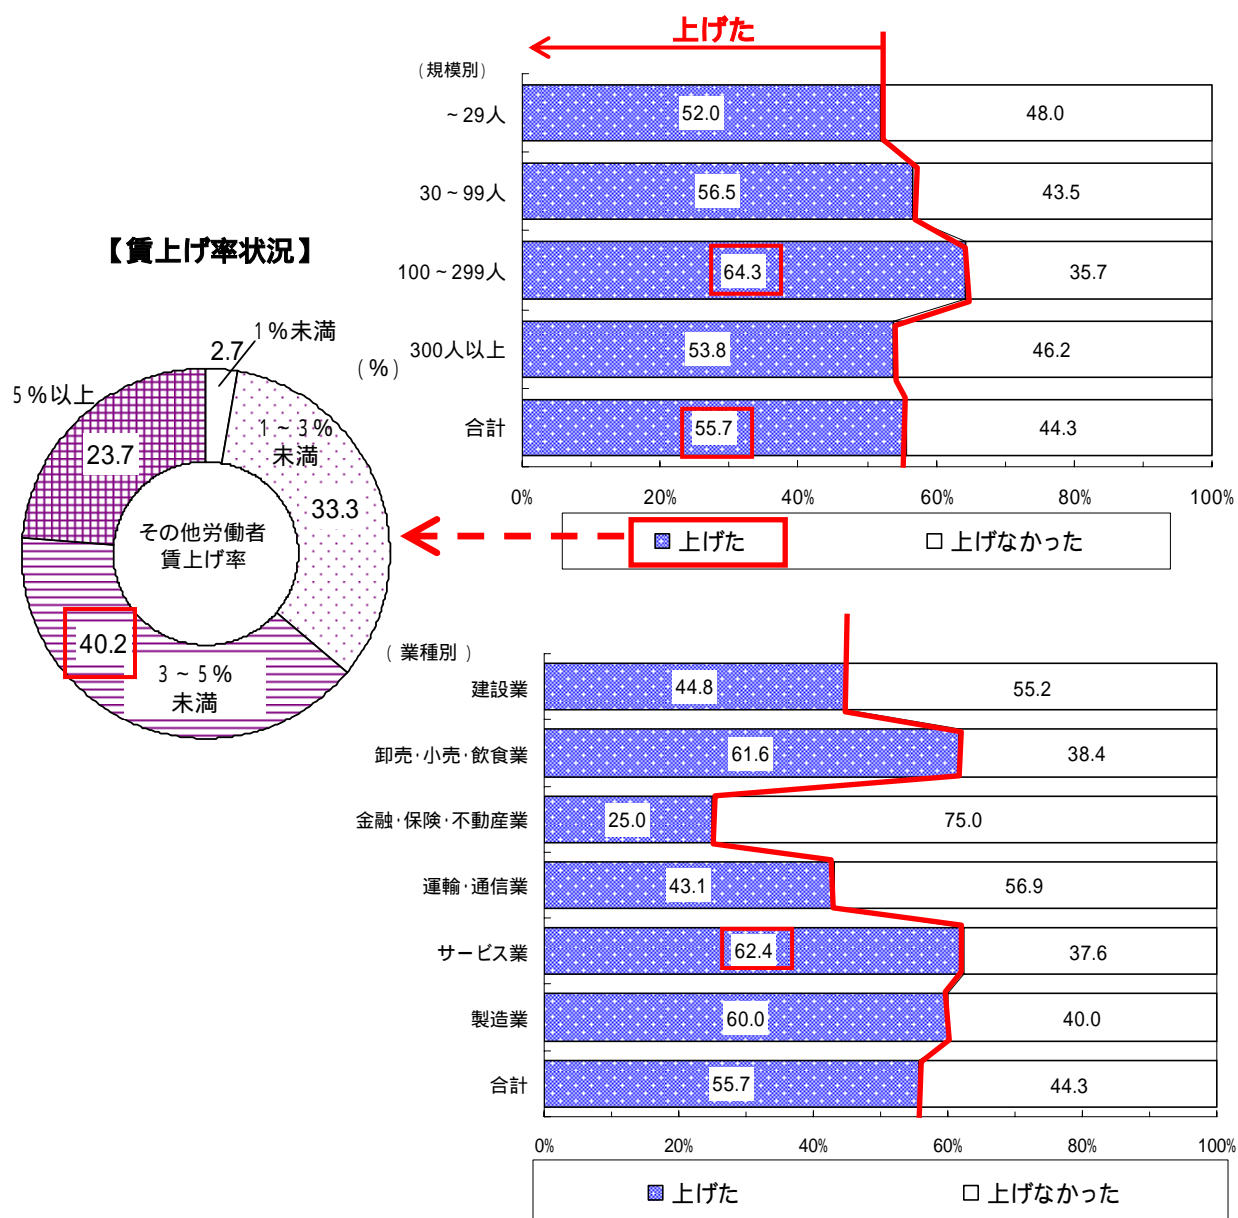 上げた
(規模別)
~29人
52.0
48.0
30~99人
56.5
43.5
100~299人
64.3
35.7
300人以上
53.8
46.2
合計
55.7
44.3
0%
20%
40%
60%
80%
100%
上げた
上げなかった
【賃上げ率状況】
(%)
1%未満
2.7
1~3%
未満
33.3
3~5%
未満
40.2
5%以上
23.7
その他労働者
賃上げ率
(業種別)
建設業
44.8
55.2
卸売・小売・飲食業
61.6
38.4
金融・保険・不動産業
25.0
75.0
運輸・通信業
43.1
56.9
サービス業
62.4
37.6
製造業
60.0
40.0
合計
55.7
44.3
0%
20%
40%
60%
80%
100%
上げた
上げなかった